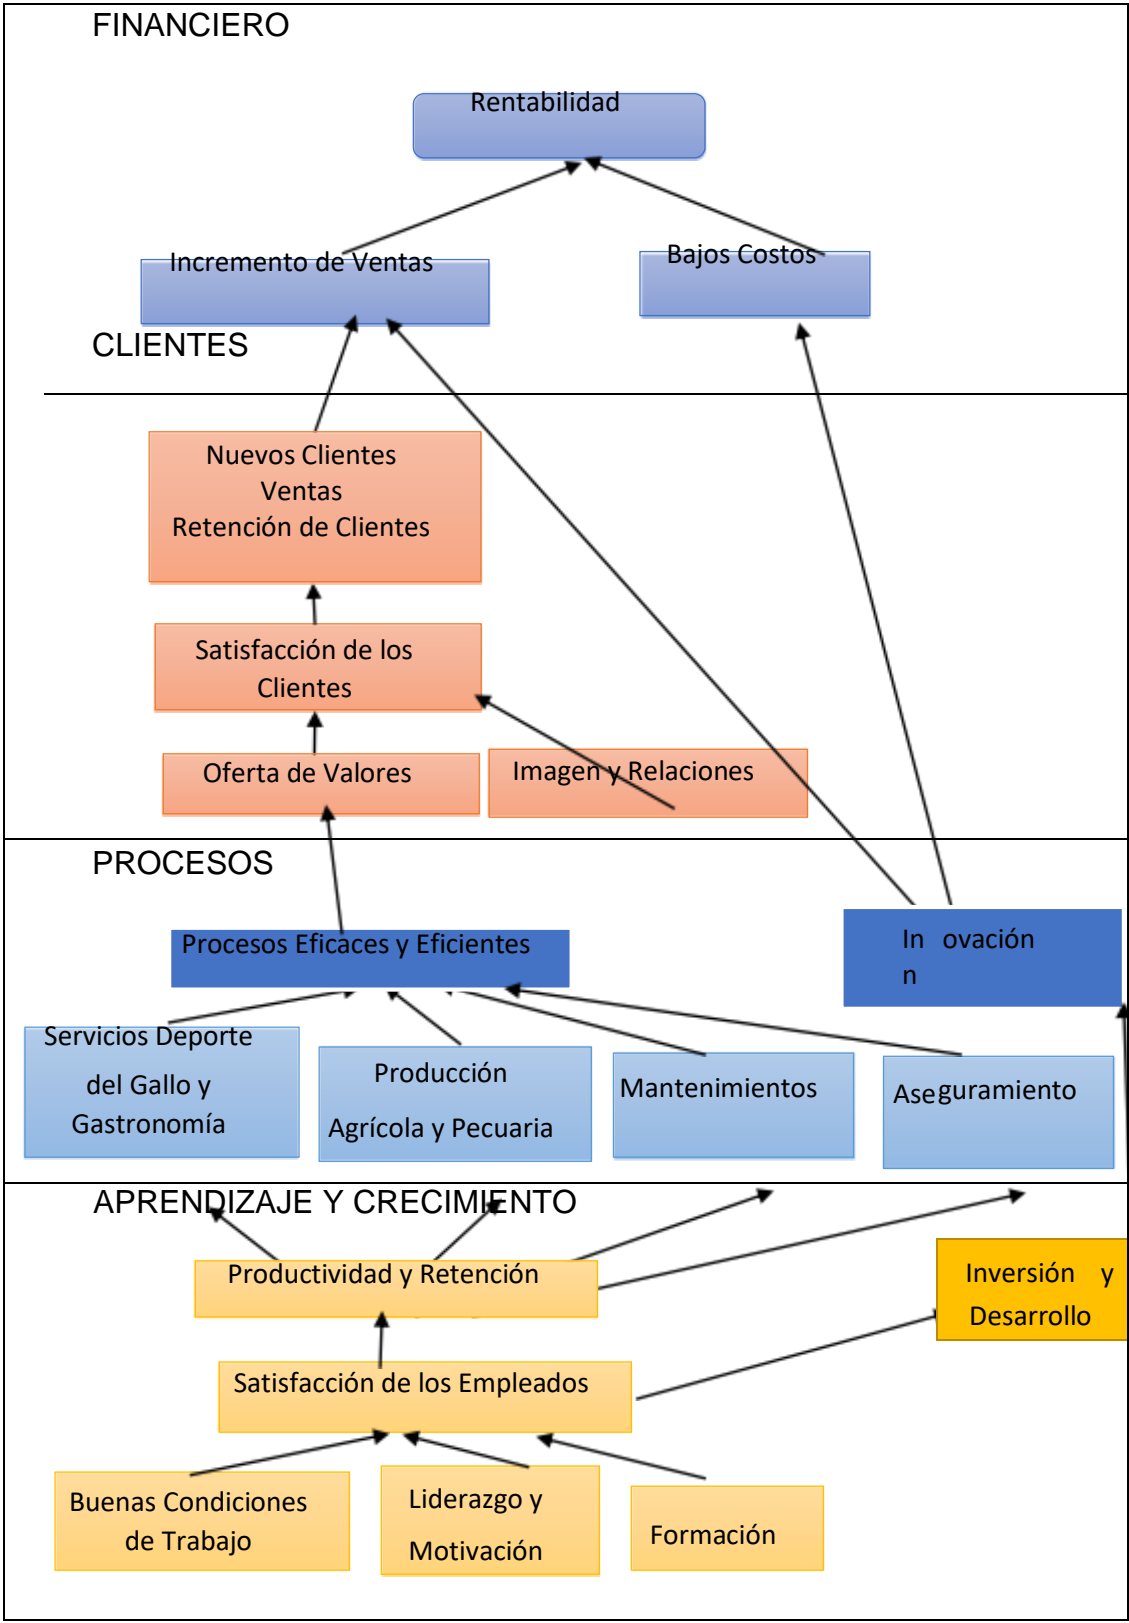 FINANCIERO
Rentabilidad
Incremento de Ventas
Bajos Costos
CLIENTES
Nuevos Clientes
Ventas
Retención de Clientes
Satisfacción de los
Clientes
Oferta de Valores
Imagen y Relaciones
PROCESOS
Procesos Eficaces y Eficientes
In ovación
n
Servicios Deporte
del Gallo y
Gastronomía
Producción
Agrícola y Pecuaria
Mantenimientos
Aseguramiento
APRENDIZAJE Y CRECIMIENTO
Productividad y Retención
Inversión y
Desarrollo
Satisfacción de los Empleados
Buenas Condiciones
de Trabajo
Liderazgo y
Motivación
Formación